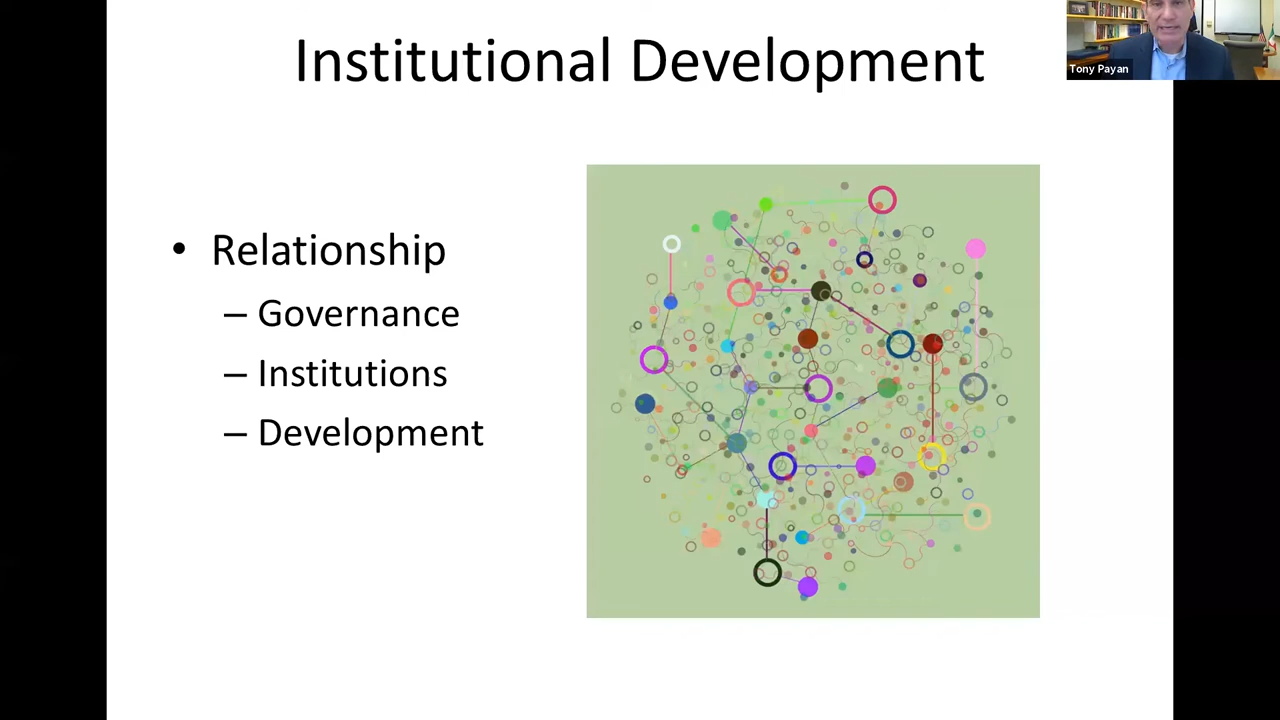 Institutional Development
Tony Payan
• Relationship
– Governance
– Institutions
– Development